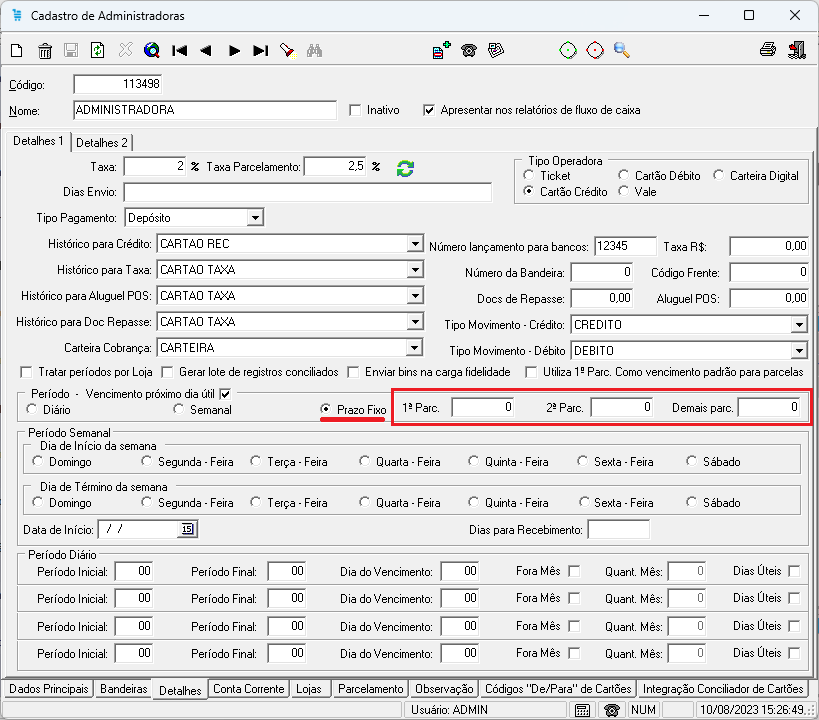 Cadastro de Administradoras
Código: 113498
Nome: ADMINISTRADORA Inativo Apresentar nos relatórios de fluxo de caixa
Detalhes 1 Detalhes 2
Taxa: 2 % Taxa Parcelamento: 2,5 %
Tipo Operadora
Ticket Cartão Débito Carteira Digital
Cartão Crédito Vale
Dias Envio:
Tipo Pagamento: Depósito
Histórico para Crédito: CARTAO REC Número lançamento para bancos: 12345 Taxa R$: 0,00
Histórico para Taxa: CARTAO TAXA Número da Bandeira: 0 Código Frente: 0
Histórico para Aluguel POS: CARTAO TAXA Docs de Repasse: 0,00 Aluguel POS: 0,00
Histórico para Doc Repasse: CARTAO TAXA Tipo Movimento - Crédito: CREDITO
Carteira Cobrança: CARTEIRA Tipo Movimento - Débito DEBITO
Tratar períodos por Loja Gerar lote de registros conciliados Enviar bins na carga fidelidade Utiliza 1ª Parc. Como vencimento padrão para parcelas
Período - Vencimento próximo dia útil
Diário Semanal Prazo Fixo 1ª Parc. 0 2ª Parc. 0 Demais parc. 0
Período Semanal
Dia de Início da semana
Domingo Segunda - Feira Terça - Feira Quarta - Feira Quinta - Feira Sexta - Feira Sábado
Dia de Término da semana
Domingo Segunda - Feira Terça - Feira Quarta - Feira Quinta - Feira Sexta - Feira Sábado
Data de Início: / / 15 Dias para Recebimento:
Período Diário
Período Inicial: 00 Período Final: 00 Dia do Vencimento: 00 Fora Mês Quant. Mês: 0 Dias Úteis
Período Inicial: 00 Período Final: 00 Dia do Vencimento: 00 Fora Mês Quant. Mês: 0 Dias Úteis
Período Inicial: 00 Período Final: 00 Dia do Vencimento: 00 Fora Mês Quant. Mês: 0 Dias Úteis
Período Inicial: 00 Período Final: 00 Dia do Vencimento: 00 Fora Mês Quant. Mês: 0 Dias Úteis
Dados Principais Bandeiras Detalhes Conta Corrente Lojas Parcelamento Observação Códigos "De/Para" de Cartões Integração Conciliador de Cartões
Usuário: ADMIN NUM 10/08/2023 15:26:49